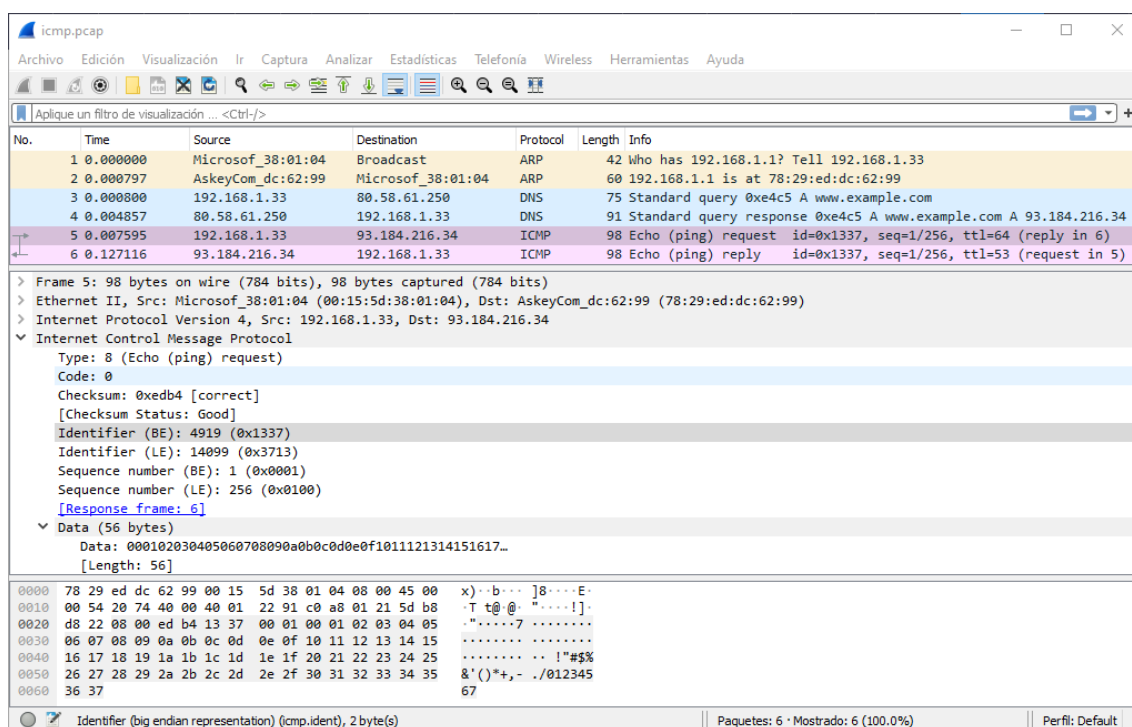 icmp.pcap
Archivo Edición Visualización Ir Captura Analizar Estadísticas Telefonía Wireless Herramientas Ayuda
Aplique un filtro de visualización ... <Ctrl-/>
No. Time Source Destination Protocol Length Info
1 0.000000 Microsof_38:01:04 Broadcast ARP 42 Who has 192.168.1.1? Tell 192.168.1.33
2 0.000797 AskeyCom_dc:62:99 Microsof_38:01:04 ARP 60 192.168.1.1 is at 78:29:ed:dc:62:99
3 0.000800 192.168.1.33 80.58.61.250 DNS 75 Standard query 0xe4c5 A www.example.com
4 0.004857 80.58.61.250 192.168.1.33 DNS 91 Standard query response 0xe4c5 A www.example.com A 93.184.216.34
5 0.007595 192.168.1.33 93.184.216.34 ICMP 98 Echo (ping) request id=0x1337, seq=1/256, ttl=64 (reply in 6)
6 0.127116 93.184.216.34 192.168.1.33 ICMP 98 Echo (ping) reply id=0x1337, seq=1/256, ttl=53 (request in 5)
Frame 5: 98 bytes on wire (784 bits), 98 bytes captured (784 bits)
Ethernet II, Src: Microsof_38:01:04 (00:15:5d:38:01:04), Dst: AskeyCom_dc:62:99 (78:29:ed:dc:62:99)
Internet Protocol Version 4, Src: 192.168.1.33, Dst: 93.184.216.34
Internet Control Message Protocol
Type: 8 (Echo (ping) request)
Code: 0
Checksum: 0xedb4 [correct]
[Checksum Status: Good]
Identifier (BE): 4919 (0x1337)
Identifier (LE): 14099 (0x3713)
Sequence number (BE): 1 (0x0001)
Sequence number (LE): 256 (0x0100)
[Response frame: 6]
Data (56 bytes)
Data: 000102030405060708090a0b0c0d0e0f1011121314151617…
[Length: 56]
0000 78 29 ed dc 62 99 00 15 5d 38 01 04 08 00 45 00 x)··b··· ]8····E·
0010 00 54 20 74 40 00 40 01 22 91 c0 a8 01 21 5d b8 ·T t@·@· "····!]·
0020 d8 22 08 00 ed b4 13 37 00 01 00 01 02 03 04 05 ·"·····7 ········
0030 06 07 08 09 0a 0b 0c 0d 0e 0f 10 11 12 13 14 15 ········ ········
0040 16 17 18 19 1a 1b 1c 1d 1e 1f 20 21 22 23 24 25 ········ ·· !"#$%
0050 26 27 28 29 2a 2b 2c 2d 2e 2f 30 31 32 33 34 35 &'()*+,- ./012345
0060 36 37 67
Identifier (big endian representation) (icmp.ident), 2 byte(s) Paquetes: 6 · Mostrado: 6 (100.0%) Perfil: Default